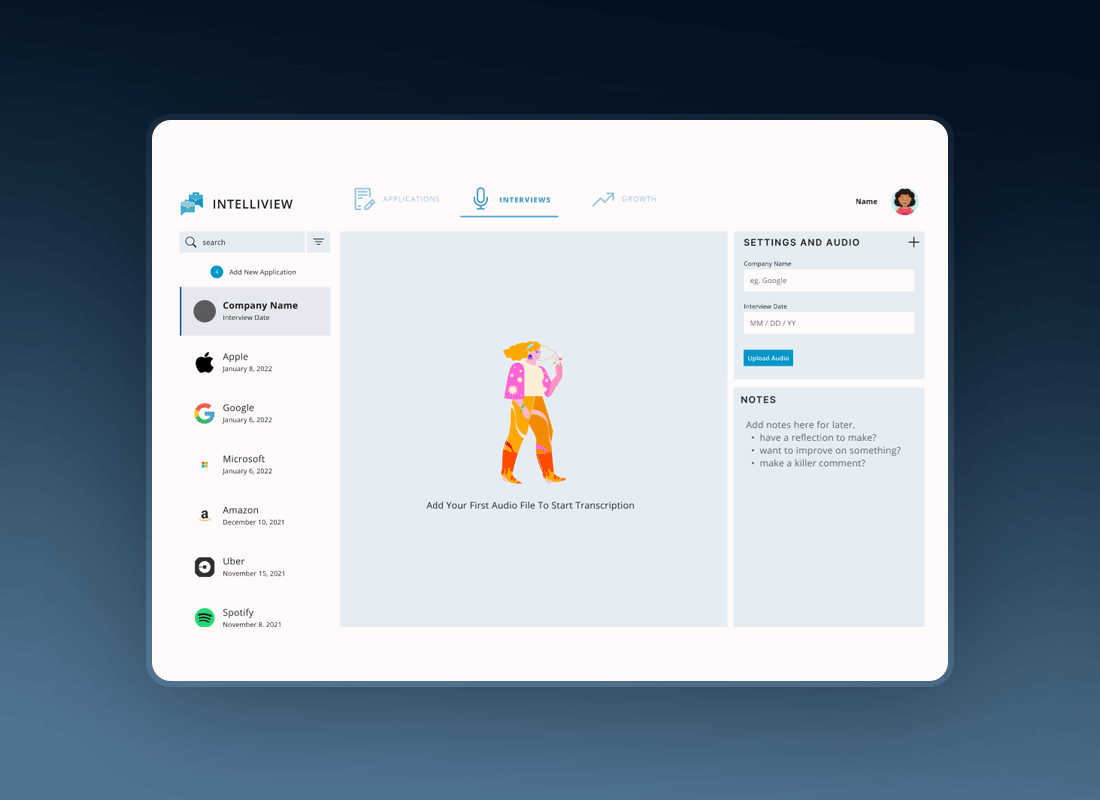 INTELLIVIEW
APPLICATIONS
INTERVIEWS
GROWTH
Name
search
Add New Application
Company Name
Interview Date
Apple
January 8, 2022
Google
January 6, 2022
Microsoft
January 6, 2022
Amazon
December 10, 2021
Uber
November 15, 2021
Spotify
November 8, 2021
Add Your First Audio File To Start Transcription
SETTINGS AND AUDIO
Company Name
eg. Google
Interview Date
MM / DD / YY
Upload Audio
NOTES
Add notes here for later.
• have a reflection to make?
• want to improve on something?
• make a killer comment?